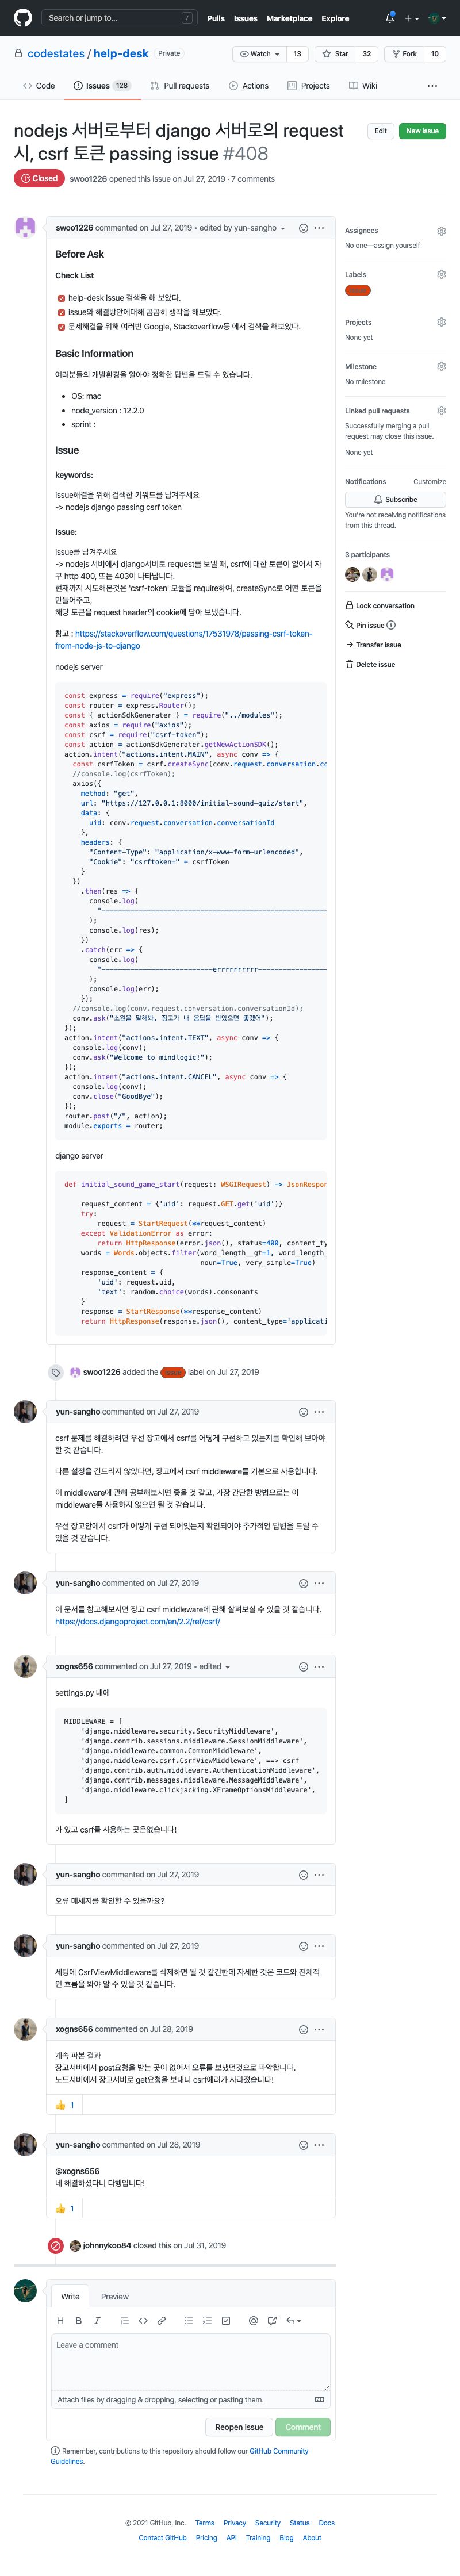 Search or jump to...
/
Pulls Issues Marketplace Explore
codestates / help-desk Private
Watch 13 Star 32 Fork 10
Code Issues 128 Pull requests Actions Projects Wiki
nodejs 서버로부터 django 서버로의 request
시, csrf 토큰 passing issue #408
Edit New issue
Closed swoo1226 opened this issue on Jul 27, 2019 · 7 comments
swoo1226 commented on Jul 27, 2019 • edited by yun-sangho
Before Ask
Check List
help-desk issue 검색을 해 보았다.
issue와 해결방안에대해 곰곰히 생각을 해보았다.
문제해결을 위해 여러번 Google, Stackoverflow등 에서 검색을 해보았다.
Basic Information
여러분들의 개발환경을 알아야 정확한 답변을 드릴 수 있습니다.
OS: mac
node_version : 12.2.0
sprint :
Issue
keywords:
issue해결을 위해 검색한 키워드를 남겨주세요
-> nodejs django passing csrf token
Issue:
issue를 남겨주세요
-> nodejs 서버에서 django서버로 request를 보낼 때, csrf에 대한 토큰이 없어서 자
꾸 http 400, 또는 403이 나타납니다.
현재까지 시도해본것은 'csrf-token' 모듈을 require하여, createSync로 어떤 토큰을
만들어주고,
해당 토큰을 request header의 cookie에 담아 보냈습니다.
참고 : https://stackoverflow.com/questions/17531978/passing-csrf-token-
from-node-js-to-django
nodejs server
const express = require("express");
const router = express.Router();
const { actionSdkGenerater } = require("../modules");
const axios = require("axios");
const csrf = require("csrf-token");
const action = actionSdkGenerater.getNewActionSDK();
action.intent("actions.intent.MAIN", async conv => {
const csrfToken = csrf.createSync(conv.request.conversation.co
//console.log(csrfToken);
axios({
method: "get",
url: "https://127.0.0.1:8000/initial-sound-quiz/start",
data: {
uid: conv.request.conversation.conversationId
},
headers: {
"Content-Type": "application/x-www-form-urlencoded",
"Cookie": "csrftoken=" + csrfToken
}
})
.then(res => {
console.log(
"-------------------------------------------------------
);
console.log(res);
})
.catch(err => {
console.log(
"---------------------------errrrrrrrrr-----------------
);
console.log(err);
});
//console.log(conv.request.conversation.conversationId);
conv.ask("소원을 말해봐. 장고가 내 응답을 받았으면 좋겠어");
});
action.intent("actions.intent.TEXT", async conv => {
console.log(conv);
conv.ask("Welcome to mindlogic!");
});
action.intent("actions.intent.CANCEL", async conv => {
console.log(conv);
conv.close("GoodBye");
});
router.post("/", action);
module.exports = router;
django server
def initial_sound_game_start(request: WSGIRequest) -> JsonRespon
request_content = {'uid': request.GET.get('uid')}
try:
request = StartRequest(**request_content)
except ValidationError as error:
return HttpResponse(error.json(), status=400, content_ty
words = Words.objects.filter(word_length__gt=1, word_length_
noun=True, very_simple=True)
response_content = {
'uid': request.uid,
'text': random.choice(words).consonants
}
response = StartResponse(**response_content)
return HttpResponse(response.json(), content_type='applicati
swoo1226 added the label on Jul 27, 2019
yun-sangho commented on Jul 27, 2019
csrf 문제를 해결하려면 우선 장고에서 csrf를 어떻게 구현하고 있는지를 확인해 보아야
할 것 같습니다.
다른 설정을 건드리지 않았다면, 장고에서 csrf middleware를 기본으로 사용합니다.
이 middleware에 관해 공부해보시면 좋을 것 같고, 가장 간단한 방법으로는 이
middleware를 사용하지 않으면 될 것 같습니다.
우선 장고안에서 csrf가 어떻게 구현 되어잇는지 확인되어야 추가적인 답변을 드릴 수
있을 것 같습니다.
yun-sangho commented on Jul 27, 2019
이 문서를 참고해보시면 장고 csrf middleware에 관해 살펴보실 수 있을 것 같습니다.
https://docs.djangoproject.com/en/2.2/ref/csrf/
xogns656 commented on Jul 27, 2019 • edited
settings.py 내에
MIDDLEWARE = [
'django.middleware.security.SecurityMiddleware',
'django.contrib.sessions.middleware.SessionMiddleware',
'django.middleware.common.CommonMiddleware',
'django.middleware.csrf.CsrfViewMiddleware', ==> csrf
'django.contrib.auth.middleware.AuthenticationMiddleware',
'django.contrib.messages.middleware.MessageMiddleware',
'django.middleware.clickjacking.XFrameOptionsMiddleware',
]
가 있고 csrf를 사용하는 곳은없습니다!
yun-sangho commented on Jul 27, 2019
오류 메세지를 확인할 수 있을까요?
yun-sangho commented on Jul 27, 2019
세팅에 CsrfViewMiddleware를 삭제하면 될 것 같긴한데 자세한 것은 코드와 전체적
인 흐름을 봐야 알 수 있을 것 같습니다.
xogns656 commented on Jul 28, 2019
계속 파본 결과
장고서버에서 post요청을 받는 곳이 없어서 오류를 보냈던것으로 파악합니다.
노드서버에서 장고서버로 get요청을 보내니 csrf에러가 사라졌습니다!
1
yun-sangho commented on Jul 28, 2019
@xogns656
네 해결하셨다니 다행입니다!
1
johnnykoo84 closed this on Jul 31, 2019
Write Preview
Leave a comment
Attach files by dragging & dropping, selecting or pasting them.
Reopen issue Comment
Remember, contributions to this repository should follow our GitHub Community
Guidelines.
Assignees
No one—assign yourself
Labels
Projects
None yet
Milestone
No milestone
Linked pull requests
Successfully merging a pull
request may close this issue.
None yet
Notifications Customize
Subscribe
You're not receiving notifications
from this thread.
3 participants
Lock conversation
Pin issue
Transfer issue
Delete issue
© 2021 GitHub, Inc. Terms Privacy Security Status Docs
Contact GitHub Pricing API Training Blog About